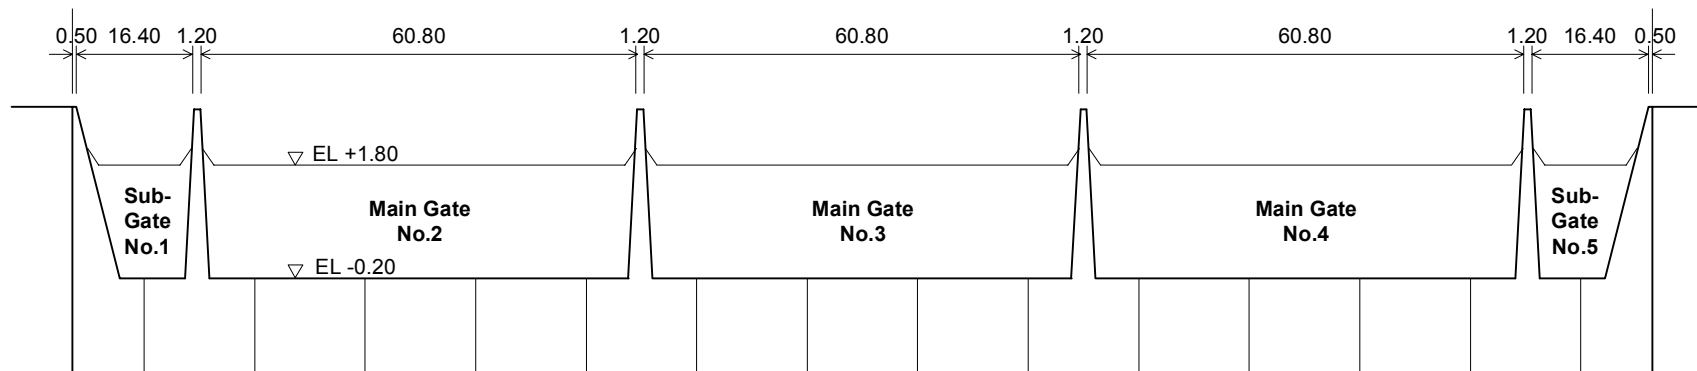 0.50 16.40 1.20 60.80 1.20 60.80 1.20 60.80 1.20 16.40 0.50
EL +1.80
Sub-
Gate
No.1
Main Gate
No.2
Main Gate
No.3
Main Gate
No.4
Sub-
Gate
No.5
EL -0.20